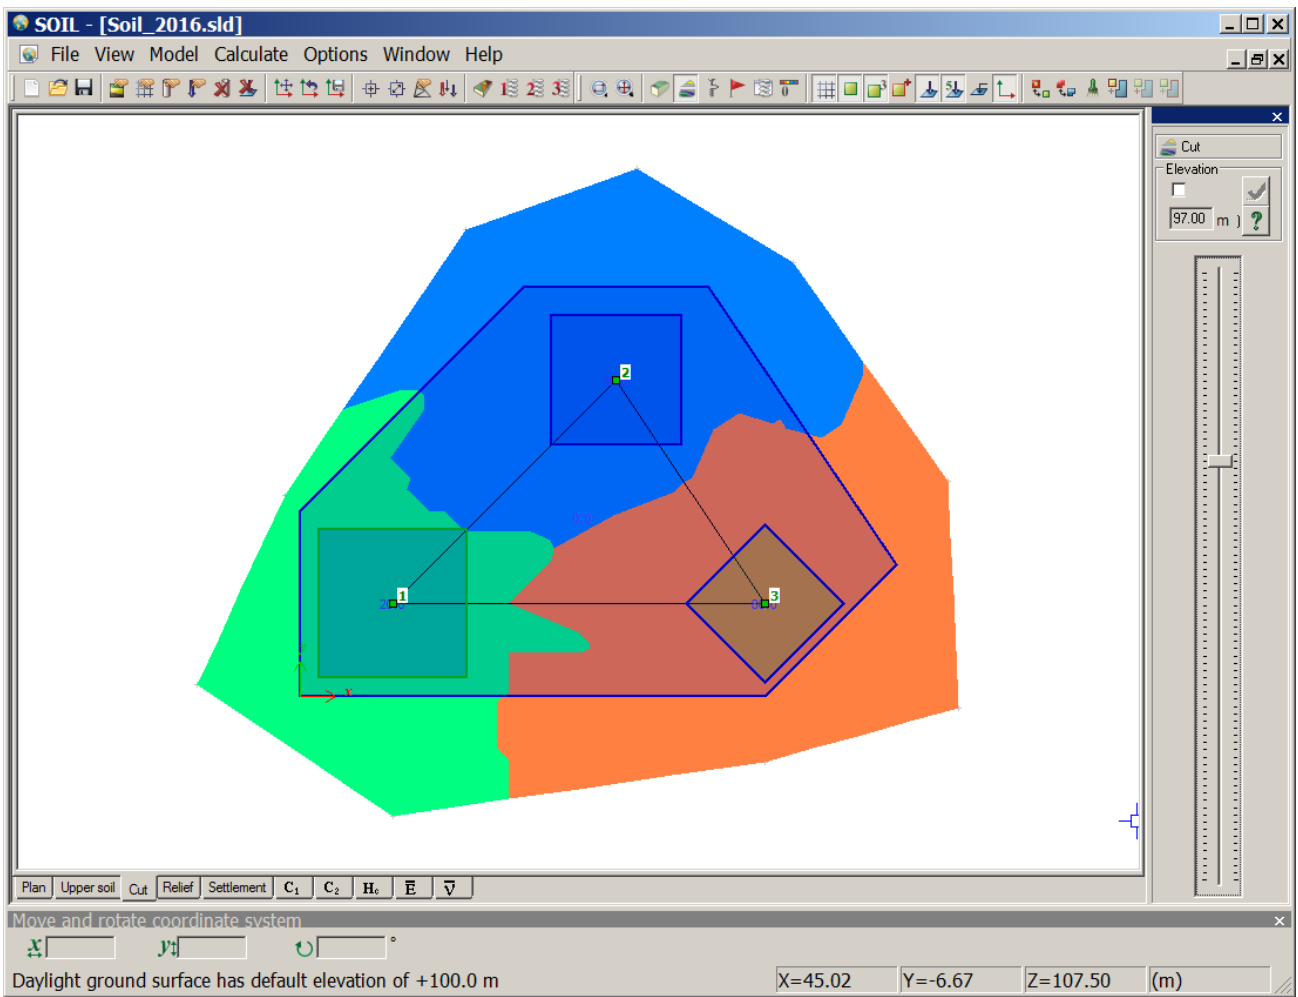 SOIL - [Soil_2016.sld]
File View Model Calculate Options Window Help
Cut
Elevation
97.00 m )
2
1
3
x
Plan Upper soil Cut Relief Settlement C₁ C₂ Hc E̅ V̅
Move and rotate coordinate system
x y °
Daylight ground surface has default elevation of +100.0 m X=45.02 Y=-6.67 Z=107.50 (m)